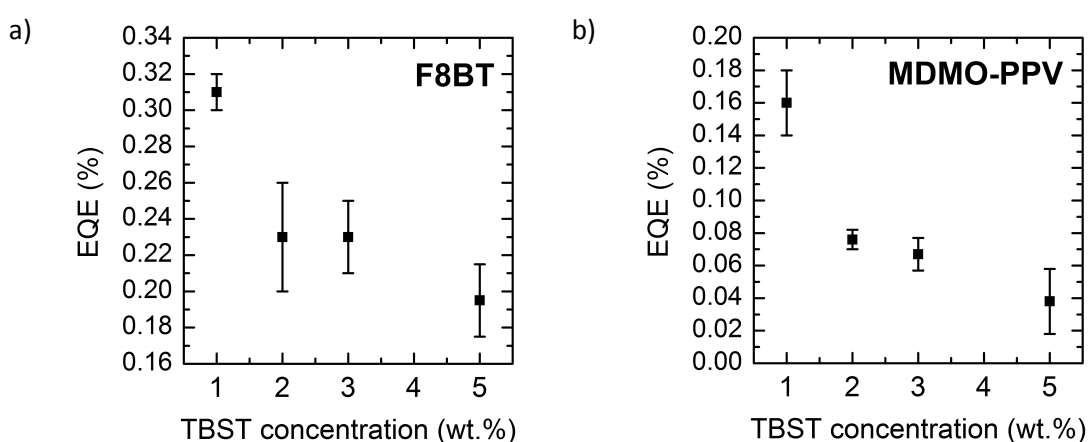 a)
F8BT
EQE (%)
0.34
0.32
0.30
0.28
0.26
0.24
0.22
0.20
0.18
0.16
1 2 3 4 5
TBST concentration (wt.%)
b)
MDMO-PPV
EQE (%)
0.20
0.18
0.16
0.14
0.12
0.10
0.08
0.06
0.04
0.02
0.00
1 2 3 4 5
TBST concentration (wt.%)